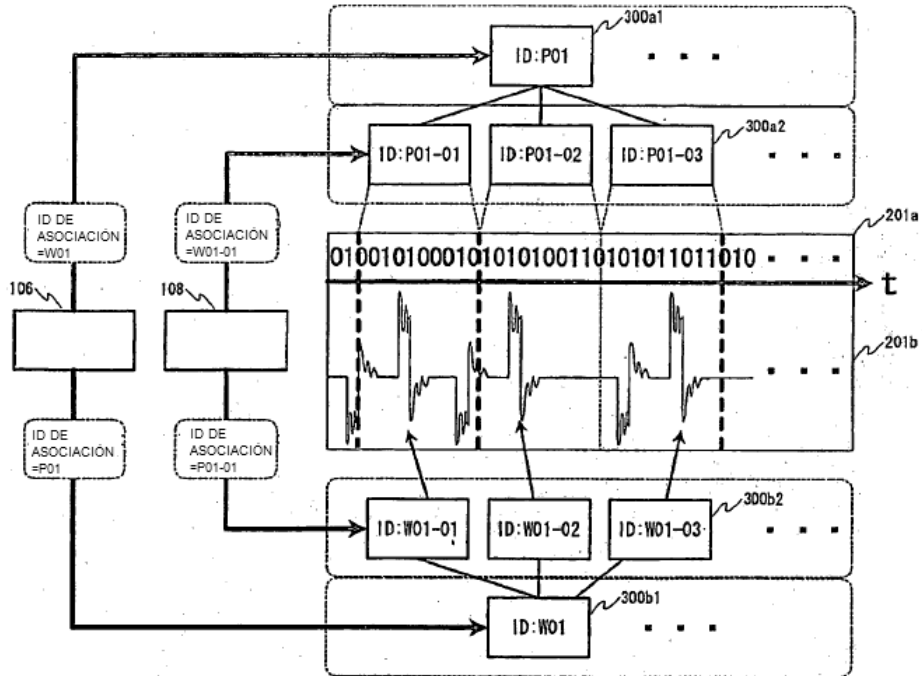 300a1
ID:P01
300a2
ID:P01-01 ID:P01-02 ID:P01-03
ID DE
ASOCIACIÓN
=W01
ID DE
ASOCIACIÓN
=W01-01
201a
01001010001010101001101010111011010
t
106
108
201b
ID DE
ASOCIACIÓN
=P01
ID DE
ASOCIACIÓN
=P01-01
300b2
ID:W01-01 ID:W01-02 ID:W01-03
300b1
ID:W01